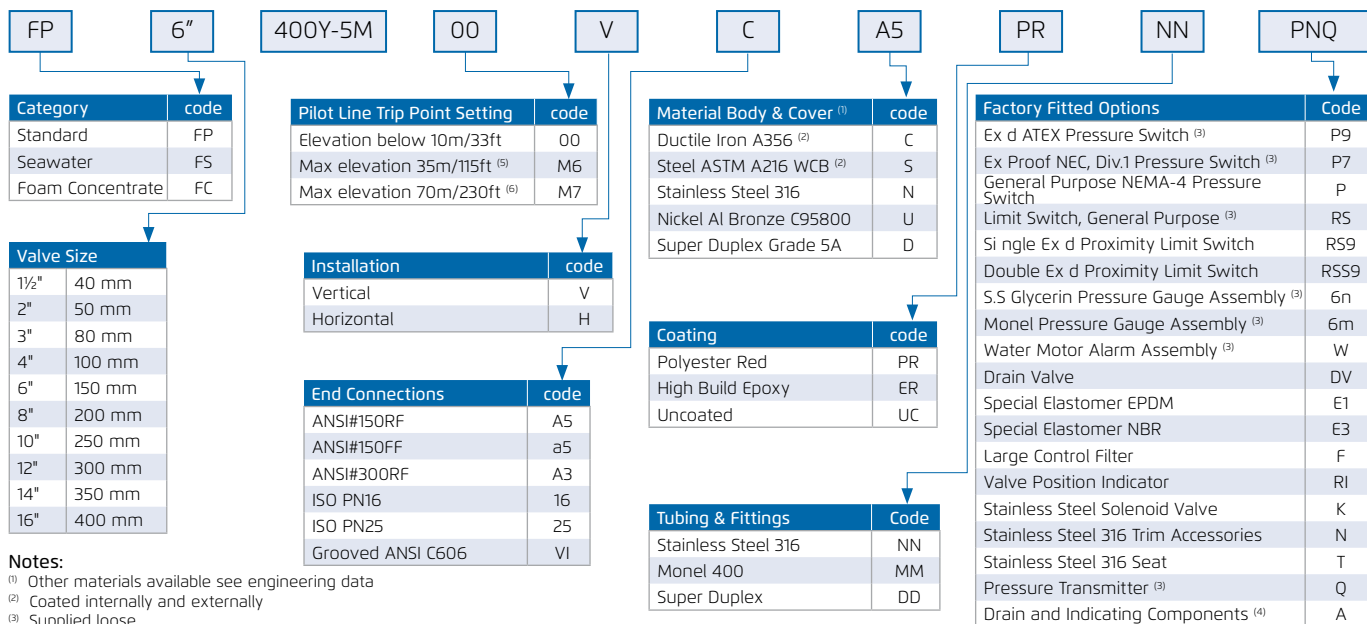 FP 6″ 400Y-5M 00 V C A5 PR NN PNQ
Category code
Standard FP
Seawater FS
Foam Concentrate FC
Valve Size
1½" 40 mm
2" 50 mm
3" 80 mm
4" 100 mm
6" 150 mm
8" 200 mm
10" 250 mm
12" 300 mm
14" 350 mm
16" 400 mm
Notes:
(1) Other materials available see engineering data
(2) Coated internally and externally
(3) Supplied loose
Pilot Line Trip Point Setting code
Elevation below 10m/33ft 00
Max elevation 35m/115ft (5) M6
Max elevation 70m/230ft (6) M7
Installation code
Vertical V
Horizontal H
End Connections code
ANSI#150RF A5
ANSI#150FF a5
ANSI#300RF A3
ISO PN16 16
ISO PN25 25
Grooved ANSI C606 VI
Material Body & Cover (1) code
Ductile Iron A356 (2) C
Steel ASTM A216 WCB (2) S
Stainless Steel 316 N
Nickel Al Bronze C95800 U
Super Duplex Grade 5A D
Coating code
Polyester Red PR
High Build Epoxy ER
Uncoated UC
Tubing & Fittings Code
Stainless Steel 316 NN
Monel 400 MM
Super Duplex DD
Factory Fitted Options Code
Ex d ATEX Pressure Switch (3) P9
Ex Proof NEC, Div.1 Pressure Switch (3) P7
General Purpose NEMA-4 Pressure
Switch P
Limit Switch, General Purpose (3) RS
Si ngle Ex d Proximity Limit Switch RS9
Double Ex d Proximity Limit Switch RSS9
S.S Glycerin Pressure Gauge Assembly (3) 6n
Monel Pressure Gauge Assembly (3) 6m
Water Motor Alarm Assembly (3) W
Drain Valve DV
Special Elastomer EPDM E1
Special Elastomer NBR E3
Large Control Filter F
Valve Position Indicator RI
Stainless Steel Solenoid Valve K
Stainless Steel 316 Trim Accessories N
Stainless Steel 316 Seat T
Pressure Transmitter (3) Q
Drain and Indicating Components (4) A